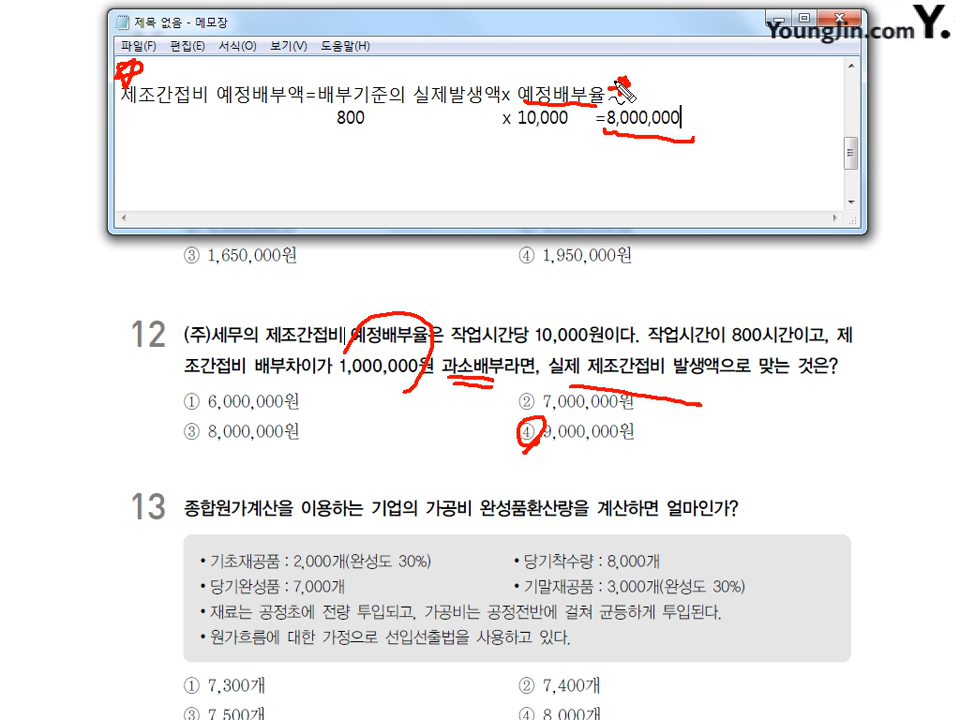 제목 없음 - 메모장
YoungJin.com Y.
파일(F) 편집(E) 서식(O) 보기(V) 도움말(H)
제조간접비 예정배부액=배부기준의 실제발생액x 예정배부율
800 x 10,000 =8,000,000
③ 1,650,000원 ④ 1,950,000원
12 (주)세무의 제조간접비 예정배부율은 작업시간당 10,000원이다. 작업시간이 800시간이고, 제
조간접비 배부차이가 1,000,000원 과소배부라면, 실제 제조간접비 발생액으로 맞는 것은?
① 6,000,000원 ② 7,000,000원
③ 8,000,000원 ④ 9,000,000원
13 종합원가계산을 이용하는 기업의 가공비 완성품환산량을 계산하면 얼마인가?
• 기초재공품 : 2,000개(완성도 30%) • 당기착수량 : 8,000개
• 당기완성품 : 7,000개 • 기말재공품 : 3,000개(완성도 30%)
• 재료는 공정초에 전량 투입되고, 가공비는 공정전반에 걸쳐 균등하게 투입된다.
• 원가흐름에 대한 가정으로 선입선출법을 사용하고 있다.
① 7,300개 ② 7,400개
③ 7,500개 ④ 8,000개